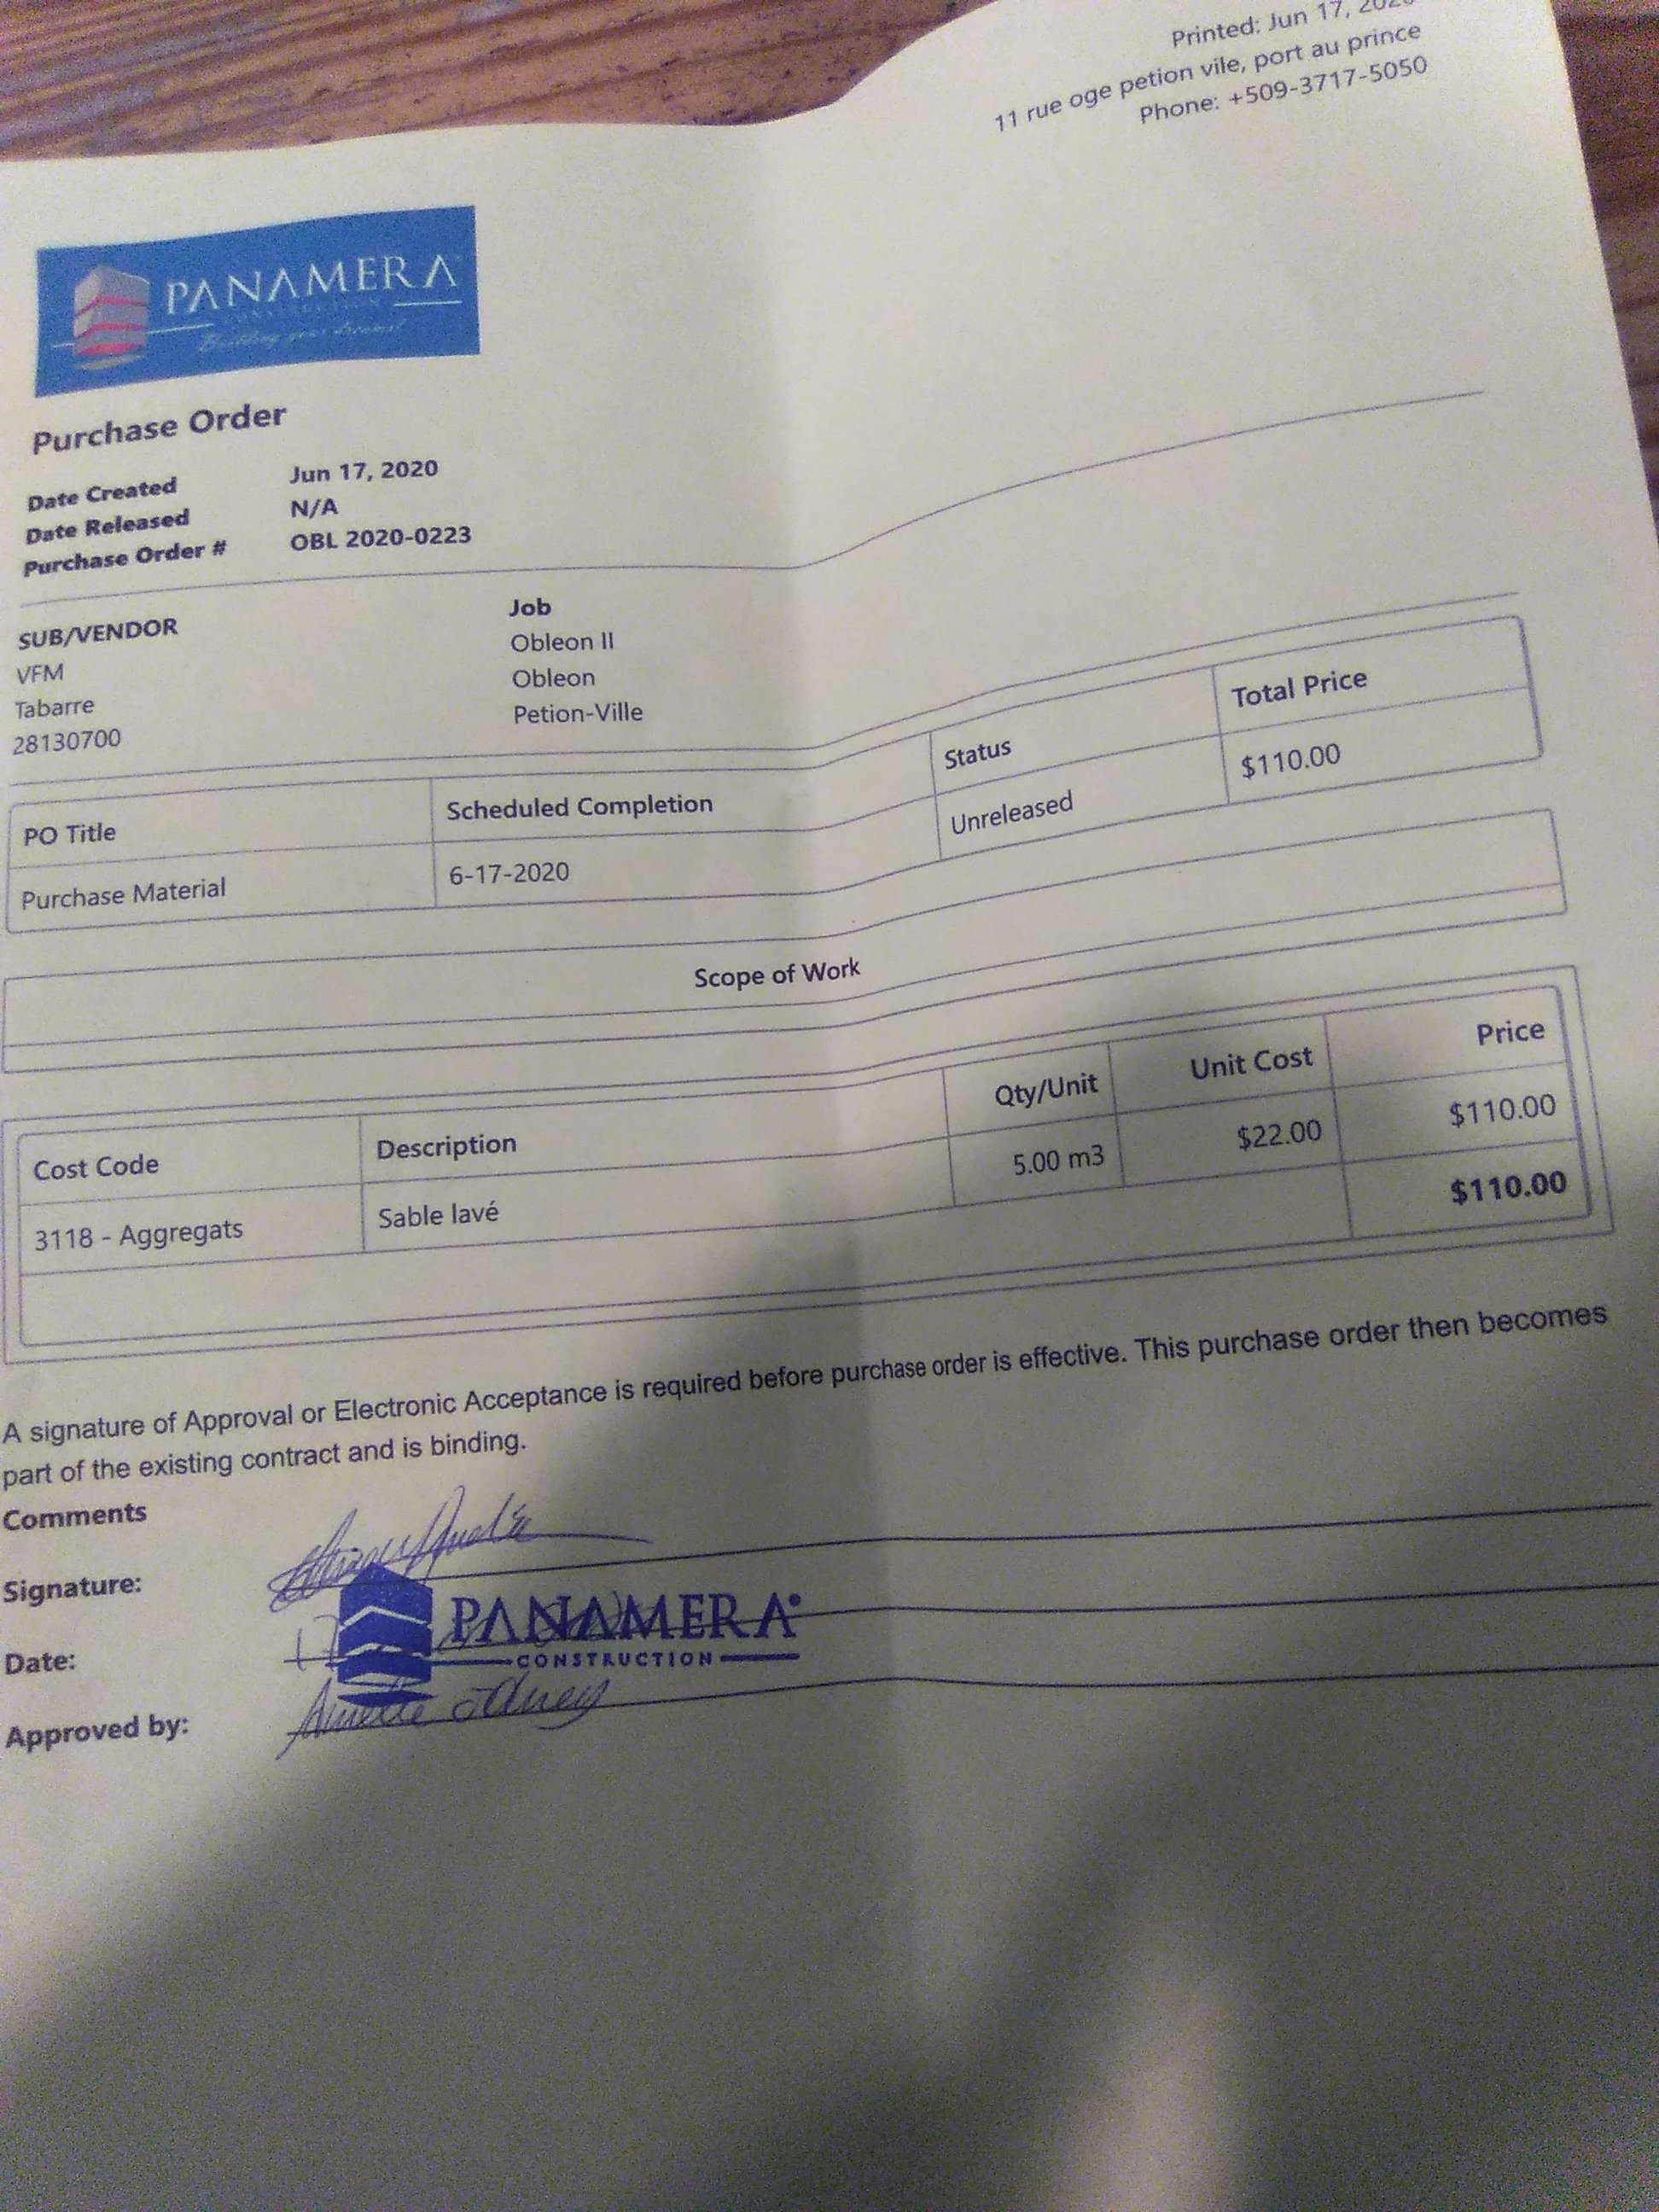 Printed: Jun 17, 2020
11 rue oge petion vile, port au prince
Phone: +509-3717-5050
PANAMERA
CONSTRUCTION
Building your dreams!
Purchase Order
Date Created Jun 17, 2020
Date Released N/A
Purchase Order # OBL 2020-0223
SUB/VENDOR Job
VFM Obleon II
Tabarre Obleon
28130700 Petion-Ville
PO Title Scheduled Completion Status Total Price
Purchase Material 6-17-2020 Unreleased $110.00
Scope of Work
Cost Code Description Qty/Unit Unit Cost Price
3118 - Aggregats Sable lavé 5.00 m3 $22.00 $110.00
$110.00
A signature of Approval or Electronic Acceptance is required before purchase order is effective. This purchase order then becomes
part of the existing contract and is binding.
Comments
Signature:
PANAMERA
CONSTRUCTION
Date: 17
Approved by: